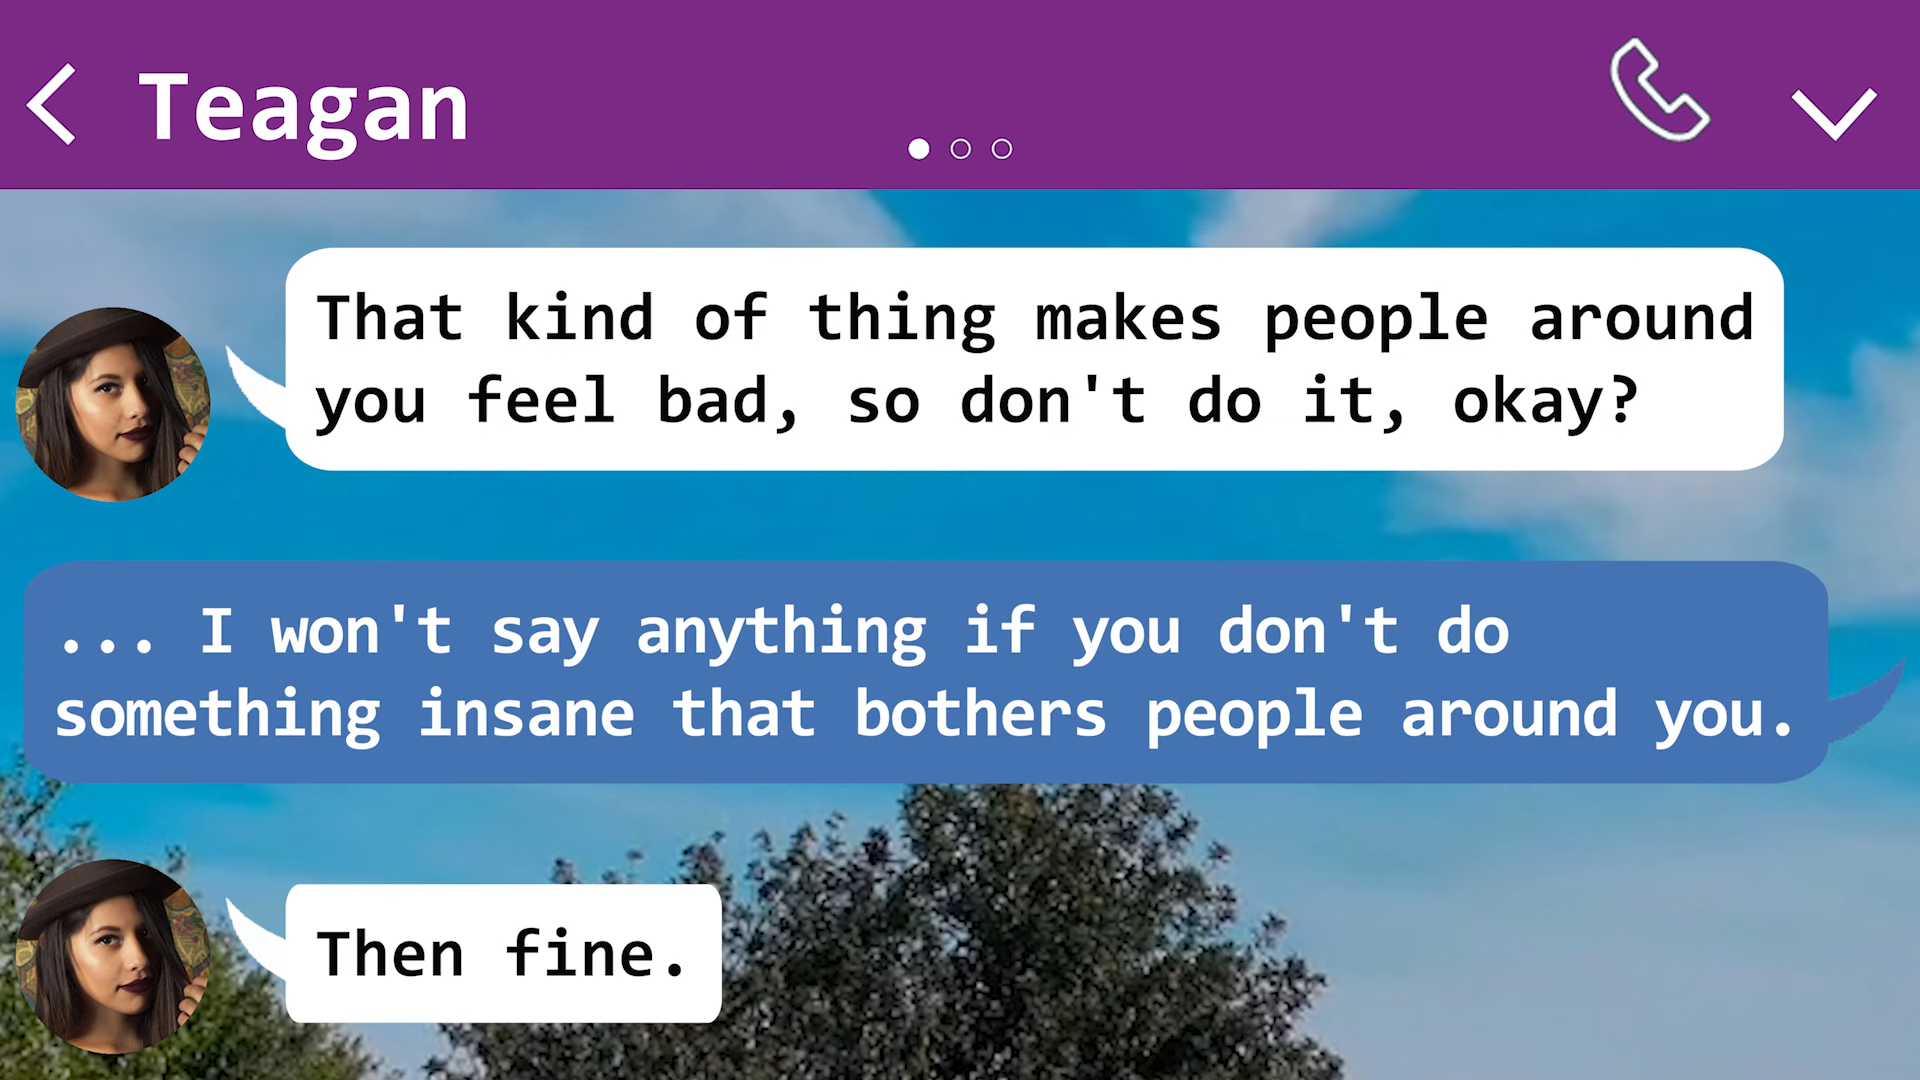 Teagan
That kind of thing makes people around
you feel bad, so don't do it, okay?
... I won't say anything if you don't do
something insane that bothers people around you.
Then fine.